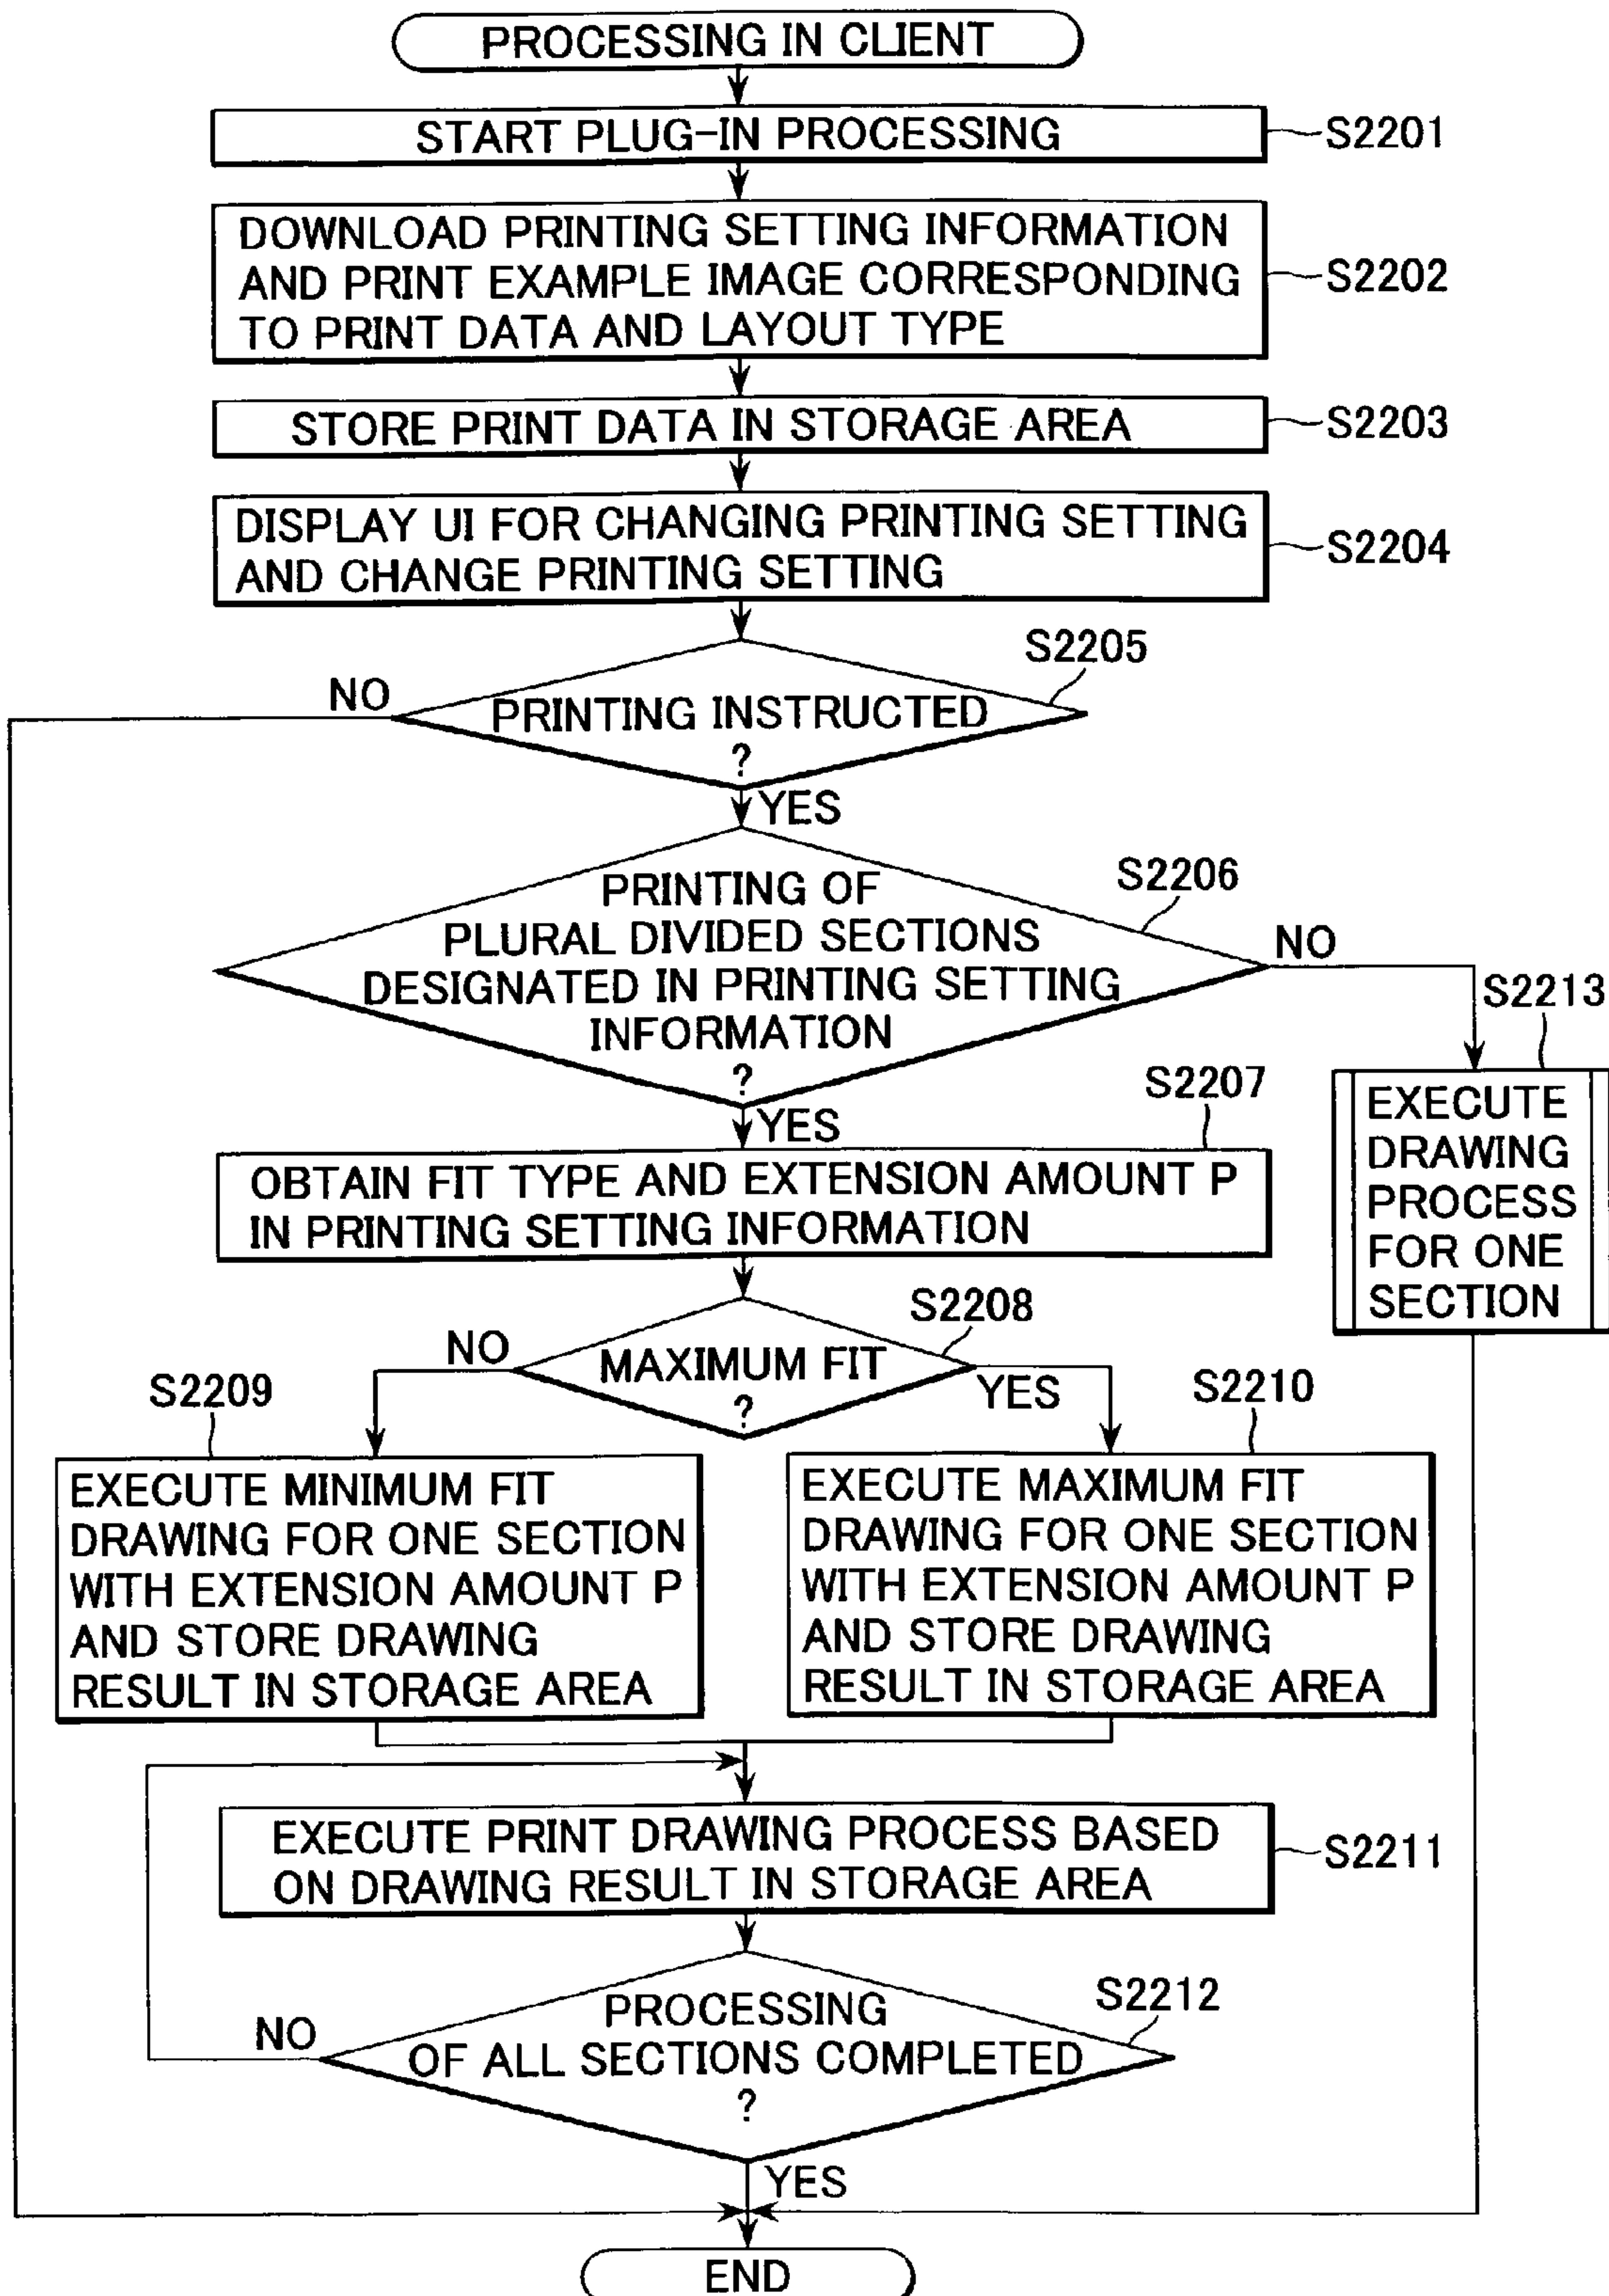 PROCESSING IN CLIENT
START PLUG-IN PROCESSING
S2201
DOWNLOAD PRINTING SETTING INFORMATION
AND PRINT EXAMPLE IMAGE CORRESPONDING
TO PRINT DATA AND LAYOUT TYPE
S2202
STORE PRINT DATA IN STORAGE AREA
S2203
DISPLAY UI FOR CHANGING PRINTING SETTING
AND CHANGE PRINTING SETTING
S2204
S2205
NO
PRINTING INSTRUCTED
?
YES
S2206
PRINTING OF
PLURAL DIVIDED SECTIONS
DESIGNATED IN PRINTING SETTING
INFORMATION
?
NO
YES
S2213
EXECUTE
DRAWING
PROCESS
FOR ONE
SECTION
S2207
OBTAIN FIT TYPE AND EXTENSION AMOUNT P
IN PRINTING SETTING INFORMATION
S2208
NO
MAXIMUM FIT
?
YES
S2209
EXECUTE MINIMUM FIT
DRAWING FOR ONE SECTION
WITH EXTENSION AMOUNT P
AND STORE DRAWING
RESULT IN STORAGE AREA
S2210
EXECUTE MAXIMUM FIT
DRAWING FOR ONE SECTION
WITH EXTENSION AMOUNT P
AND STORE DRAWING
RESULT IN STORAGE AREA
EXECUTE PRINT DRAWING PROCESS BASED
ON DRAWING RESULT IN STORAGE AREA
S2211
S2212
NO
PROCESSING
OF ALL SECTIONS COMPLETED
?
YES
END